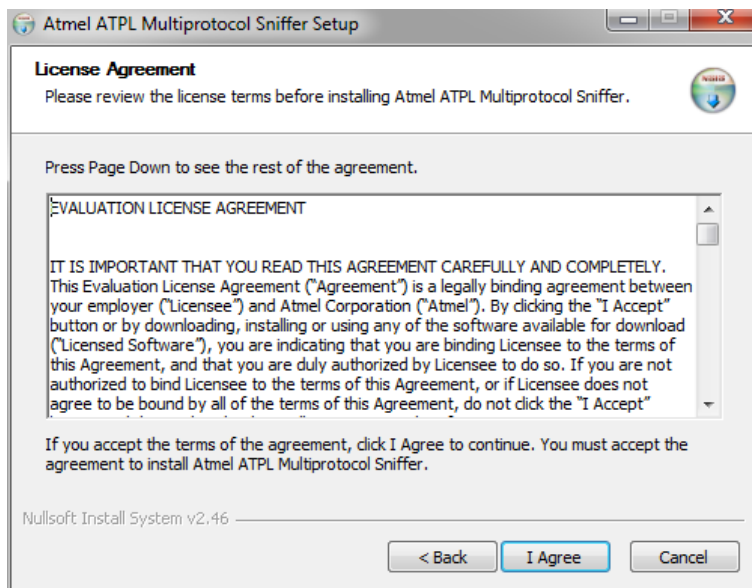 Atmel ATPL Multiprotocol Sniffer Setup
License Agreement
Please review the license terms before installing Atmel ATPL Multiprotocol Sniffer.
Press Page Down to see the rest of the agreement.
EVALUATION LICENSE AGREEMENT
IT IS IMPORTANT THAT YOU READ THIS AGREEMENT CAREFULLY AND COMPLETELY.
This Evaluation License Agreement (“Agreement”) is a legally binding agreement between
your employer (“Licensee”) and Atmel Corporation (“Atmel”). By clicking the “I Accept”
button or by downloading, installing or using any of the software available for download
(“Licensed Software”), you are indicating that you are binding Licensee to the terms of
this Agreement, and that you are duly authorized by Licensee to do so. If you are not
authorized to bind Licensee to the terms of this Agreement, or if Licensee does not
agree to be bound by all of the terms of this Agreement, do not click the “I Accept”
If you accept the terms of the agreement, click I Agree to continue. You must accept the
agreement to install Atmel ATPL Multiprotocol Sniffer.
Nullsoft Install System v2.46
< Back
I Agree
Cancel